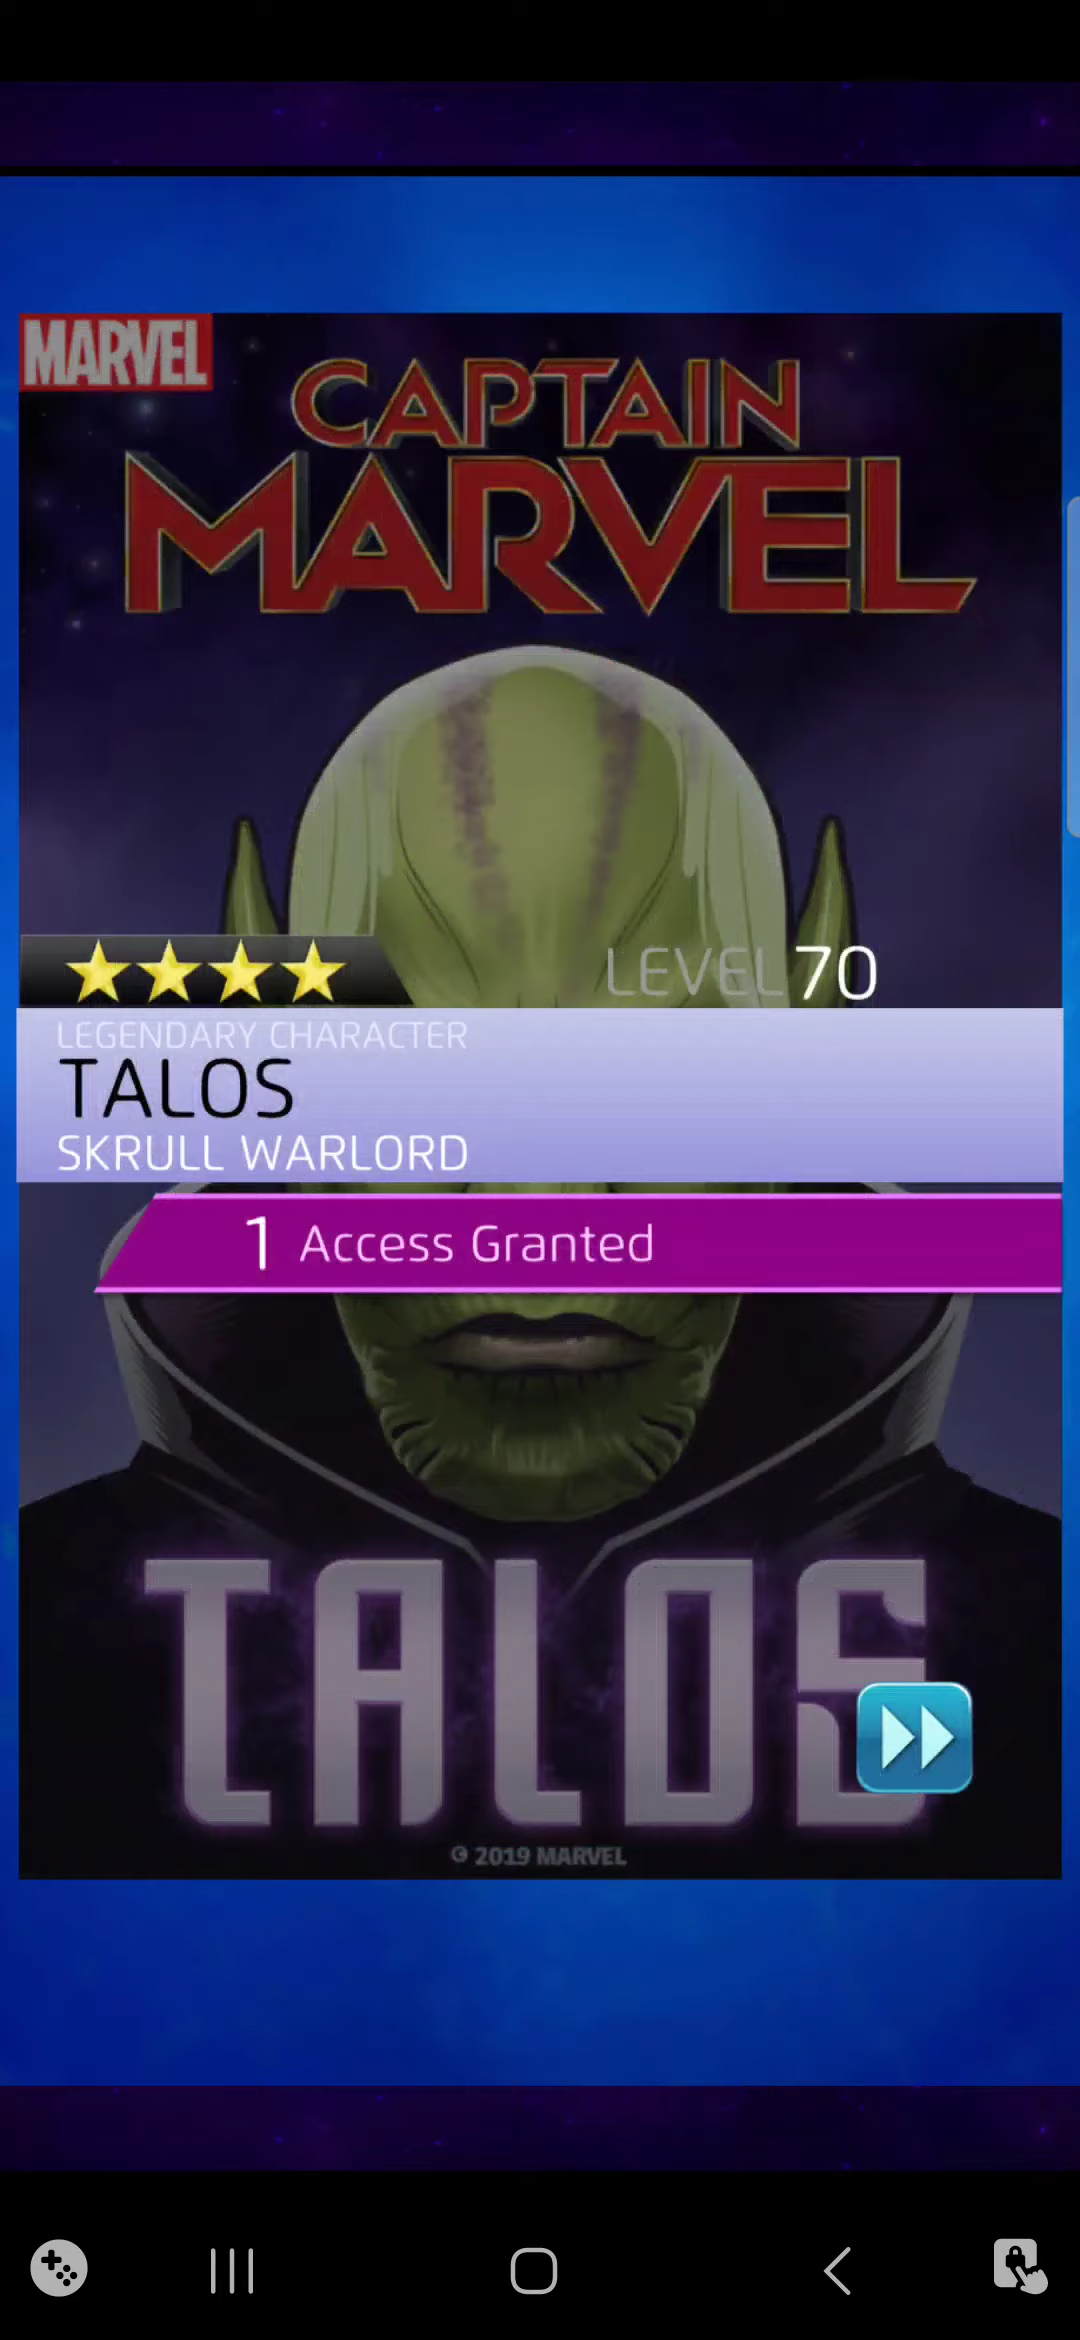 MARVEL
CAPTAIN
MARVEL
LEVEL 70
LEGENDARY CHARACTER
TALOS
SKRULL WARLORD
1 Access Granted
TALOS
© 2019 MARVEL